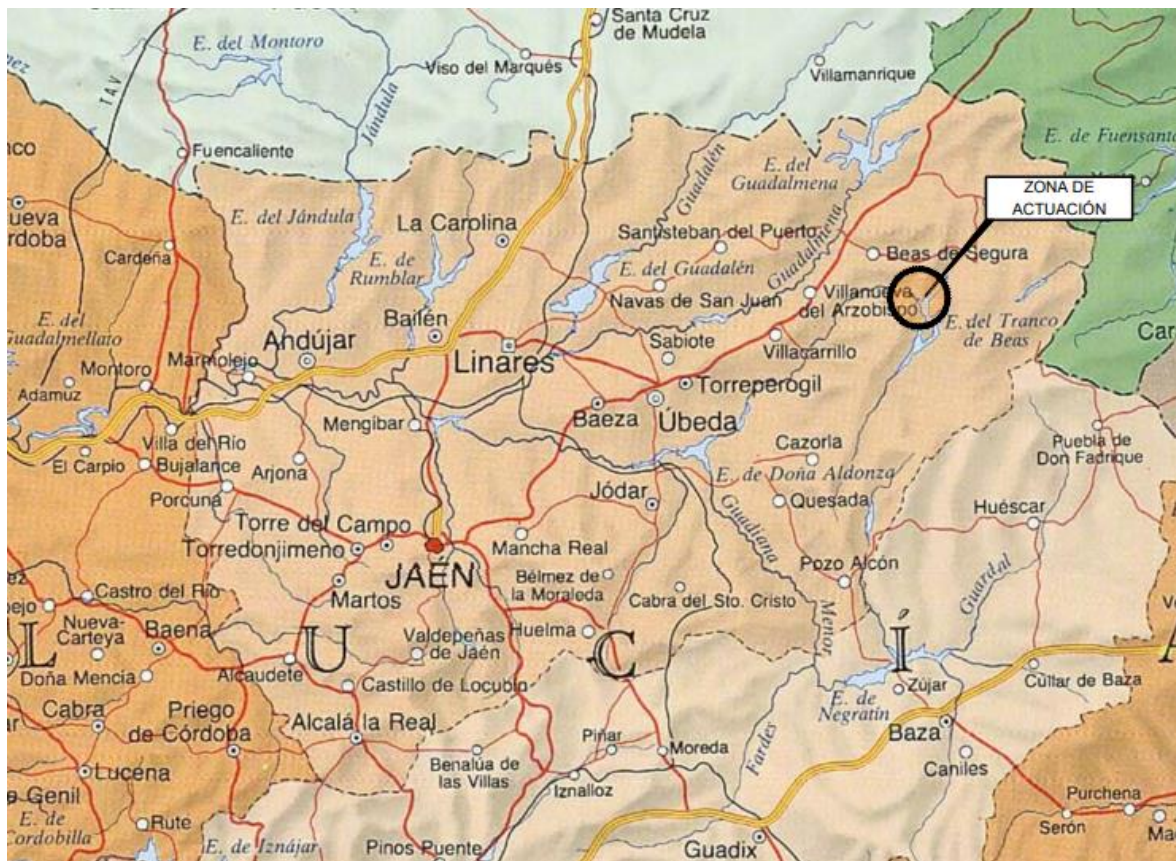 Santa Cruz
de Mudela
E. del Montoro
Viso del Marqués
Villamanrique
TAV
Jándula
Fuencaliente
E. de Fuensanta
Guadalén
E. del
Guadalmena
ZONA DE
ACTUACIÓN
E. del Jándula
La Carolina
Santisteban del Puerto
Guadalmena
Cardeña
E. de
Rumblar
E. del Guadalén
Beas de Segura
Navas de San Juan
Villanueva
del Arzobispo
E. del
Guadalmellato
Bailén
Andújar
Linares
Sabiote
Villacarrillo
E. del Tranco
de Beas
Marmolejo
Montoro
Adamuz
Torreperogil
Baeza
Úbeda
Mengíbar
Villa del Río
El Carpio
Bujalance
Arjona
Cazorla
Puebla de
Don Fadrique
E. de Doña Aldonza
Porcuna
Jódar
Quesada
Huéscar
Guadiana
Menor
Torre del Campo
Torredonjimeno
Mancha Real
JAÉN
Martos
Bélmez de
la Moraleda
Cabra del Sto. Cristo
Pozo Alcón
Guardal
Castro del Río
Nueva-
Carteya
Baena
Valdepeñas
de Jaén
Huelma
L U C Í A
Doña Mencia
Alcaudete
Castillo de Locubín
Zújar
Cúllar de Baza
E. de
Negratín
Cabra
Priego
de Córdoba
Alcalá la Real
Baza
Piñar
Moreda
Fardes
Benalúa de
las Villas
Caniles
Lucena
Iznalloz
Purchena
Serón
E. de
Cordobilla
Rute
E. de Iznájar
Pinos Puente
Guadix